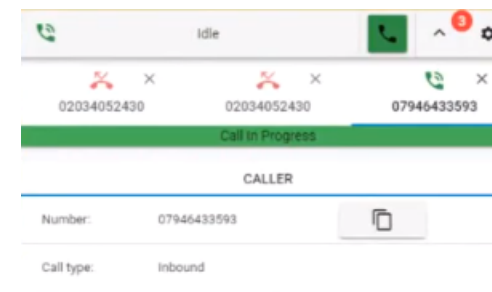 Idle
3
02034052430 02034052430 07946433593
Call In Progress
CALLER
Number: 07946433593
Call type: Inbound